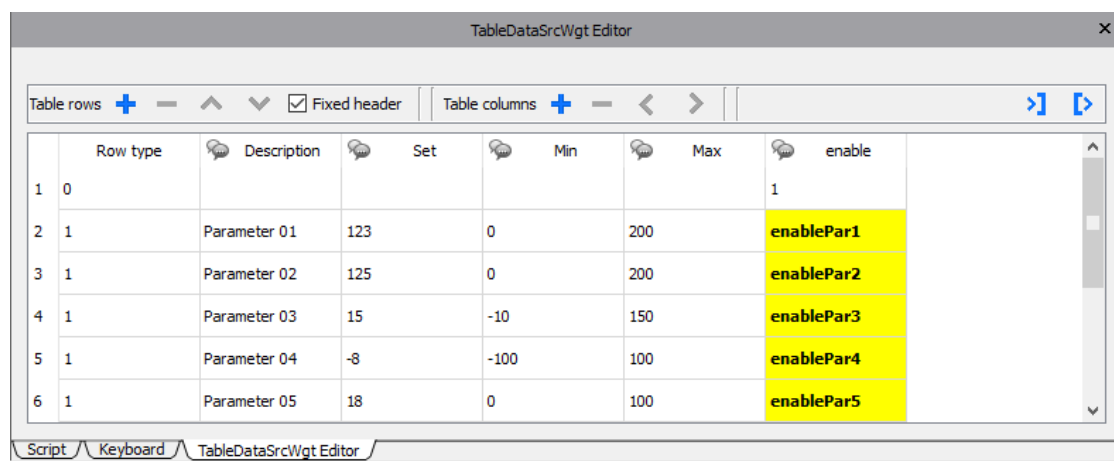 TableDataSrcWgt Editor
Table rows Fixed header Table columns
Row type Description Set Min Max enable
1 0 1
2 1 Parameter 01 123 0 200 enablePar1
3 1 Parameter 02 125 0 200 enablePar2
4 1 Parameter 03 15 -10 150 enablePar3
5 1 Parameter 04 -8 -100 100 enablePar4
6 1 Parameter 05 18 0 100 enablePar5
Script Keyboard TableDataSrcWgt Editor